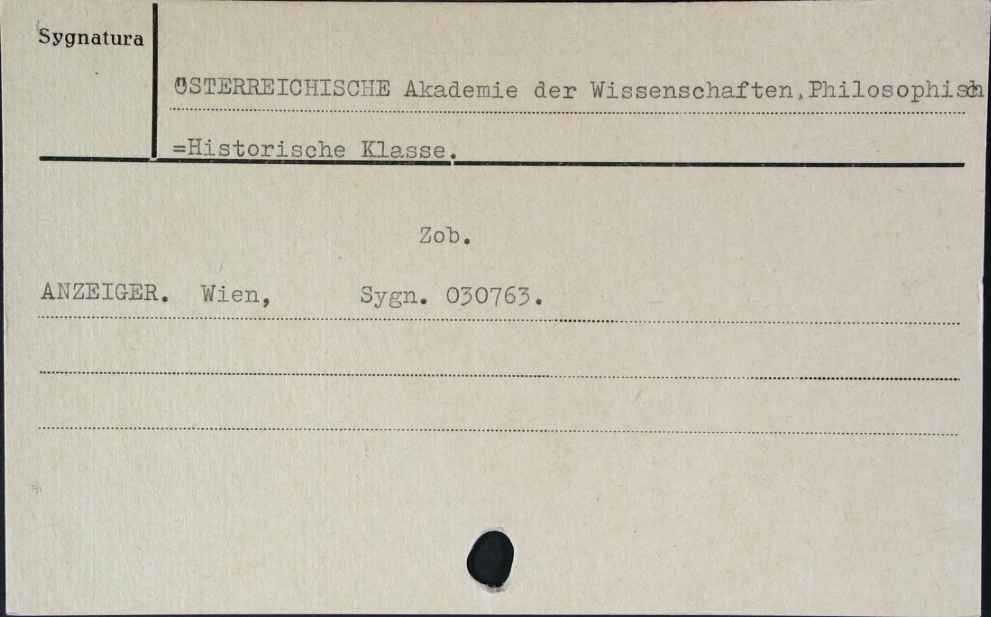 Sygnatura
ÖSTERREICHISCHE Akademie der Wissenschaften,Philosophisch
=Historische Klasse.
Zob.
ANZEIGER. Wien, Sygn. 030763.